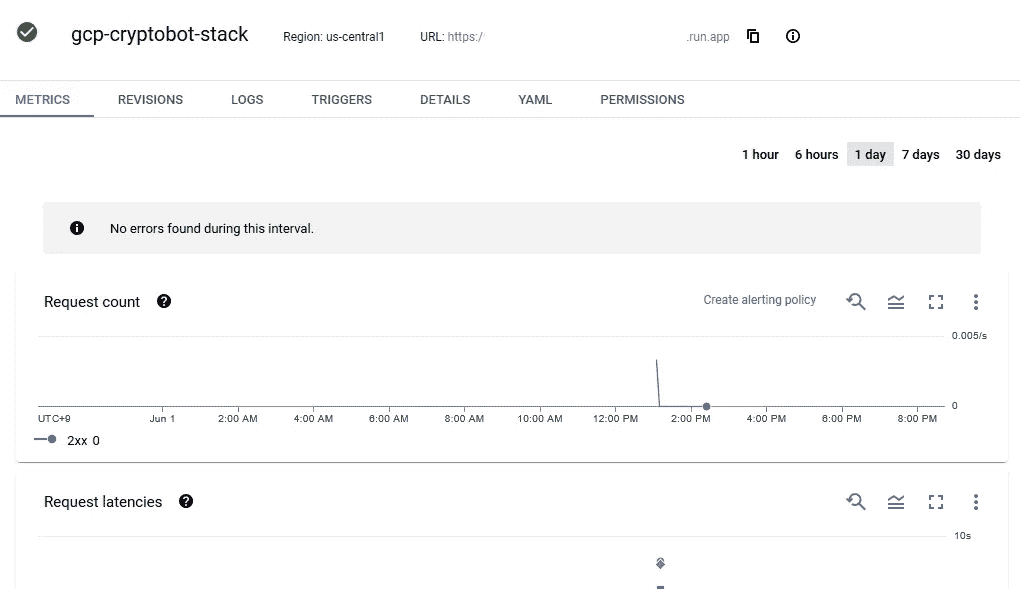 gcp-cryptobot-stack Region: us-central1 URL: https:/ .run.app
METRICS REVISIONS LOGS TRIGGERS DETAILS YAML PERMISSIONS
1 hour 6 hours 1 day 7 days 30 days
No errors found during this interval.
Request count Create alerting policy
0.005/s
0
UTC+9 Jun 1 2:00 AM 4:00 AM 6:00 AM 8:00 AM 10:00 AM 12:00 PM 2:00 PM 4:00 PM 6:00 PM 8:00 PM
2xx 0
Request latencies
10s